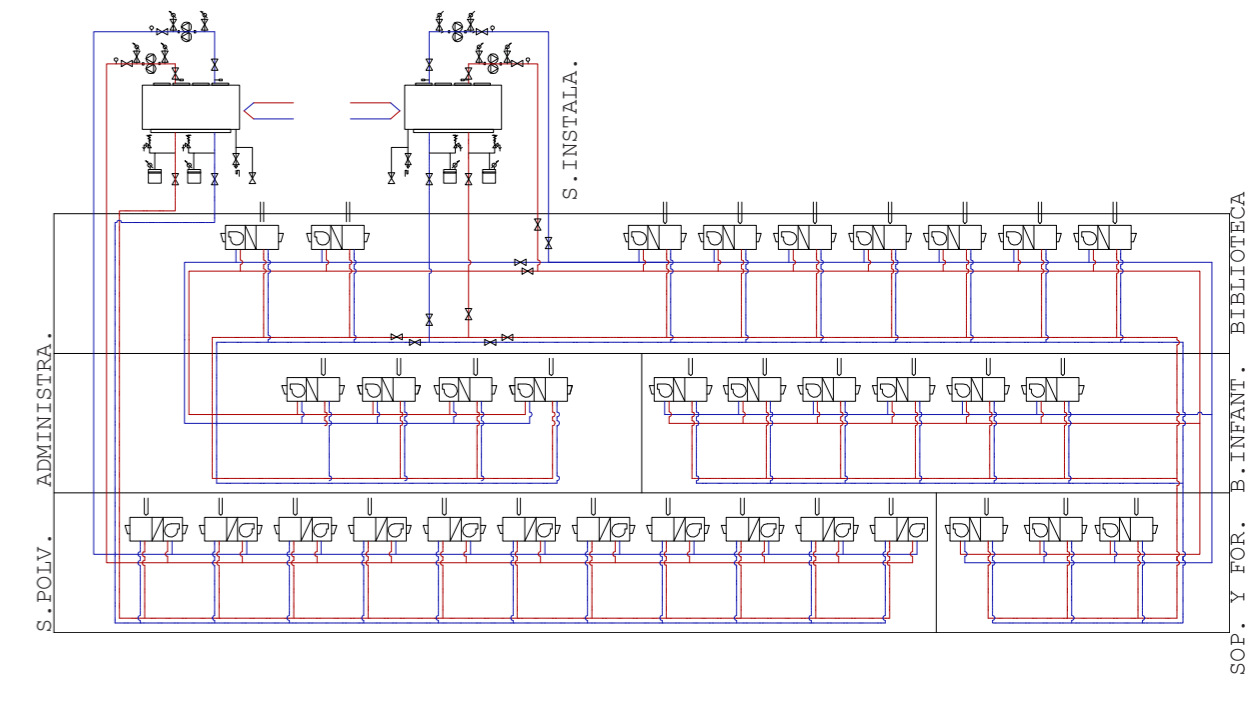 S.INSTALA.
BIBLIOTECA
ADMINISTRA.
B.INFANT.
S.POLV.
SOP. Y FOR.